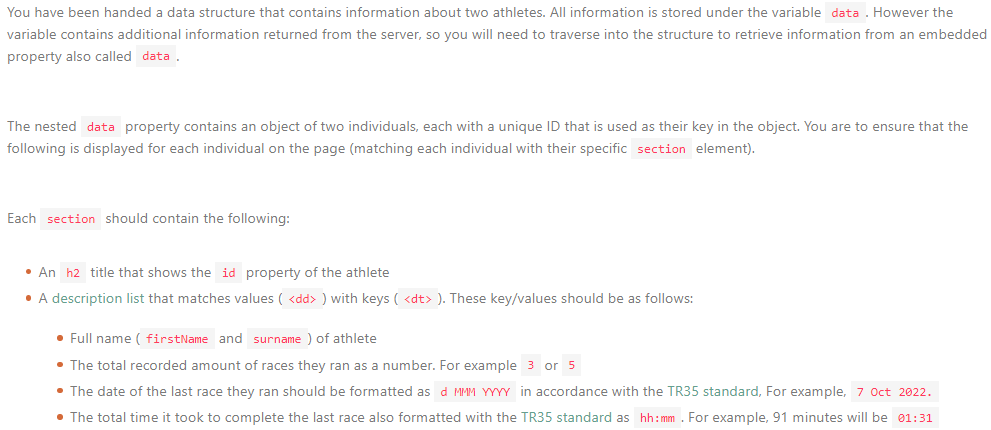 You have been handed a data structure that contains information about two athletes. All information is stored under the variable data . However the
variable contains additional information returned from the server, so you will need to traverse into the structure to retrieve information from an embedded
property also called data .
The nested data property contains an object of two individuals, each with a unique ID that is used as their key in the object. You are to ensure that the
following is displayed for each individual on the page (matching each individual with their specific section element).
Each section should contain the following:
• An h2 title that shows the id property of the athlete
• A description list that matches values ( <dd> ) with keys ( <dt> ). These key/values should be as follows:
• Full name ( firstName and surname ) of athlete
• The total recorded amount of races they ran as a number. For example 3 or 5
• The date of the last race they ran should be formatted as d MMM YYYY in accordance with the TR35 standard, For example, 7 Oct 2022.
• The total time it took to complete the last race also formatted with the TR35 standard as hh:mm . For example, 91 minutes will be 01:31